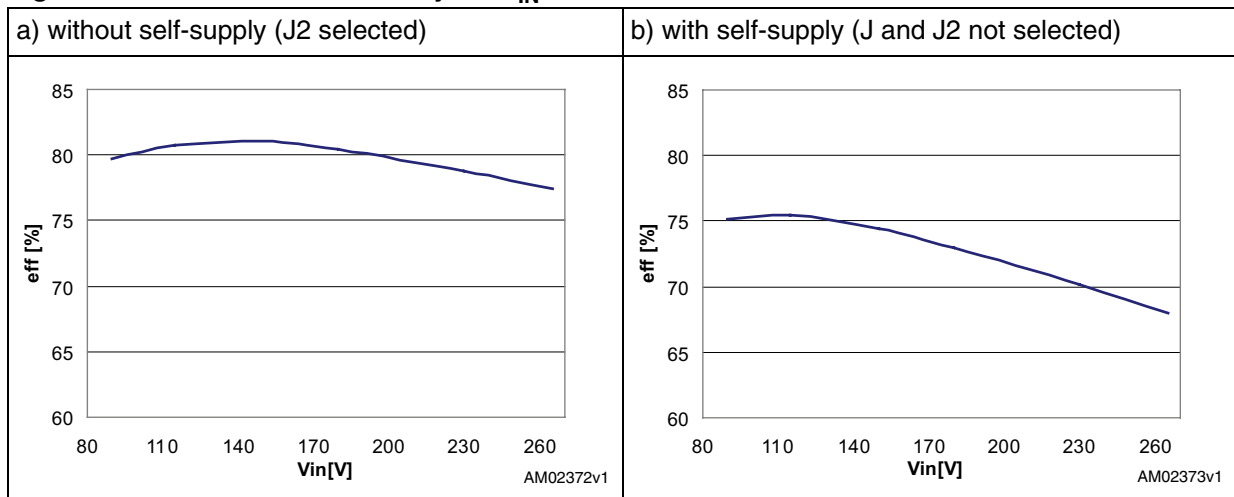 a) without self-supply (J2 selected)
85
80
75
70
65
60
eff [%]
80 110 140 170 200 230 260
Vin[V]
AM02372v1
b) with self-supply (J and J2 not selected)
85
80
75
70
65
60
eff [%]
80 110 140 170 200 230 260
Vin[V]
AM02373v1